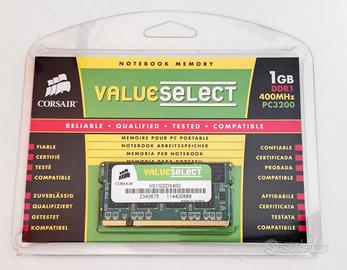 NOTEBOOK MEMORY
CORSAIR
VALUESELECT
1GB
DDR1
400MHz
PC3200
RELIABLE • QUALIFIED • TESTED • COMPATIBLE
MEMOIRE POUR PC PORTABLE
NOTEBOOK ARBEITSSPEICHER
MEMORIA PER NOTEBOOK
FIABLE
CERTIFIÉ
TESTÉ
COMPATIBLE
ZUVERLÄSSIG
QUALIFIZIERT
GETESTET
KOMPATIBEL
CONFIABLE
CERTIFICADA
PROBADA
COMPATIBLE
AFFIDABILE
CERTIFICATA
TESTATA
COMPATIBILE
CORSAIR
VALUESELECT
VS1GSDS400
2343675 114400888